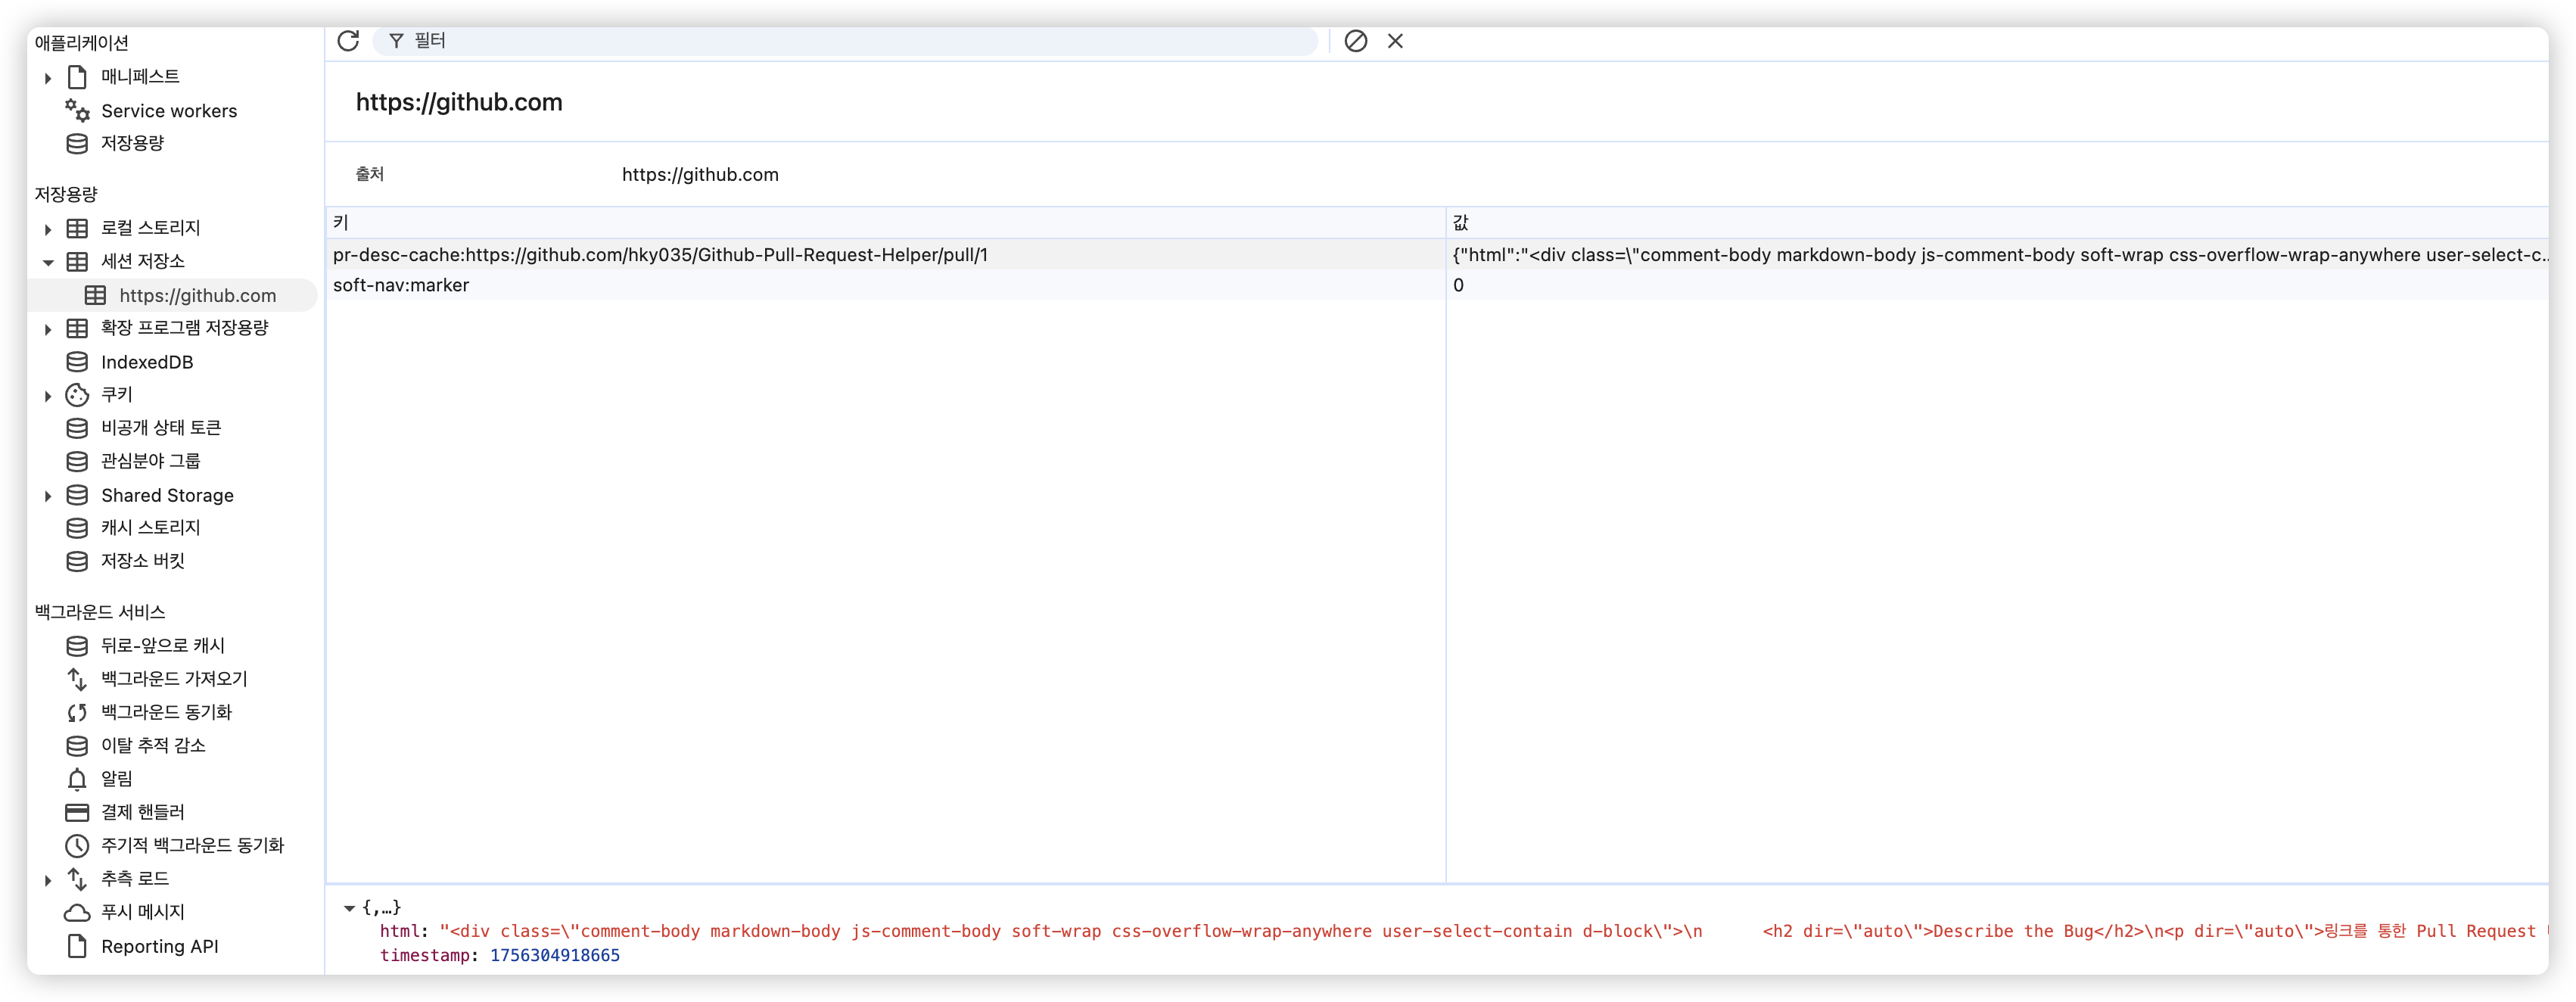 애플리케이션
매니페스트
Service workers
저장용량
저장용량
로컬 스토리지
세션 저장소
https://github.com
확장 프로그램 저장용량
IndexedDB
쿠키
비공개 상태 토큰
관심분야 그룹
Shared Storage
캐시 스토리지
저장소 버킷
백그라운드 서비스
뒤로-앞으로 캐시
백그라운드 가져오기
백그라운드 동기화
이탈 추적 감소
알림
결제 핸들러
주기적 백그라운드 동기화
추측 로드
푸시 메시지
Reporting API
필터
https://github.com
출처 https://github.com
키 값
pr-desc-cache:https://github.com/hky035/Github-Pull-Request-Helper/pull/1 {"html":"<div class=\"comment-body markdown-body js-comment-body soft-wrap css-overflow-wrap-anywhere user-select-c...
soft-nav:marker 0
{,…}
html: "<div class=\"comment-body markdown-body js-comment-body soft-wrap css-overflow-wrap-anywhere user-select-contain d-block\">\n <h2 dir=\"auto\">Describe the Bug</h2>\n<p dir=\"auto\">링크를 통한 Pull Request
timestamp: 1756304918665